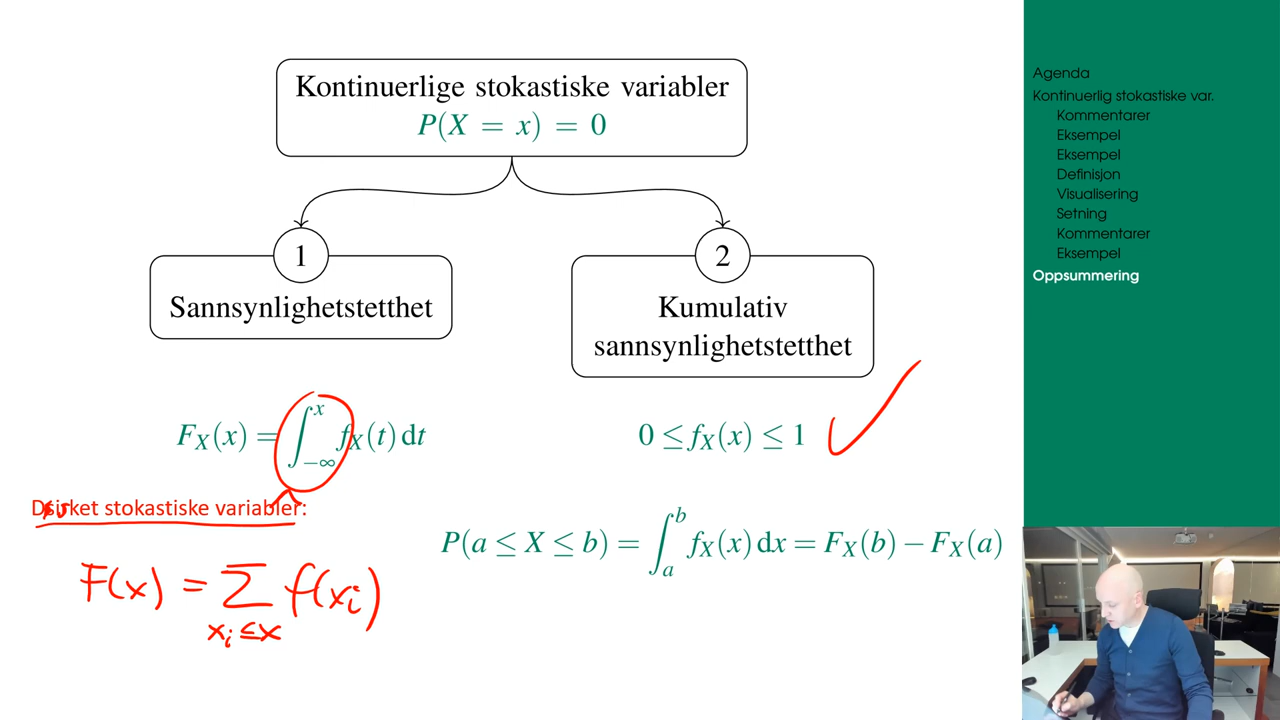 Kontinuerlige stokastiske variabler
P(X = x) = 0
1
Sannsynlighetstetthet
2
Kumulativ
sannsynlighetstetthet
F_X(x) = ∫_{-∞}^{x} f_X(t) dt
0 ≤ f_X(x) ≤ 1
Dsirket stokastiske variabler:
P(a ≤ X ≤ b) = ∫_a^b f_X(x) dx = F_X(b) − F_X(a)
F(x) = Σ_{x_i ≤ x} f(x_i)
Agenda
Kontinuerlig stokastiske var.
Kommentarer
Eksempel
Eksempel
Definisjon
Visualisering
Setning
Kommentarer
Eksempel
Oppsummering